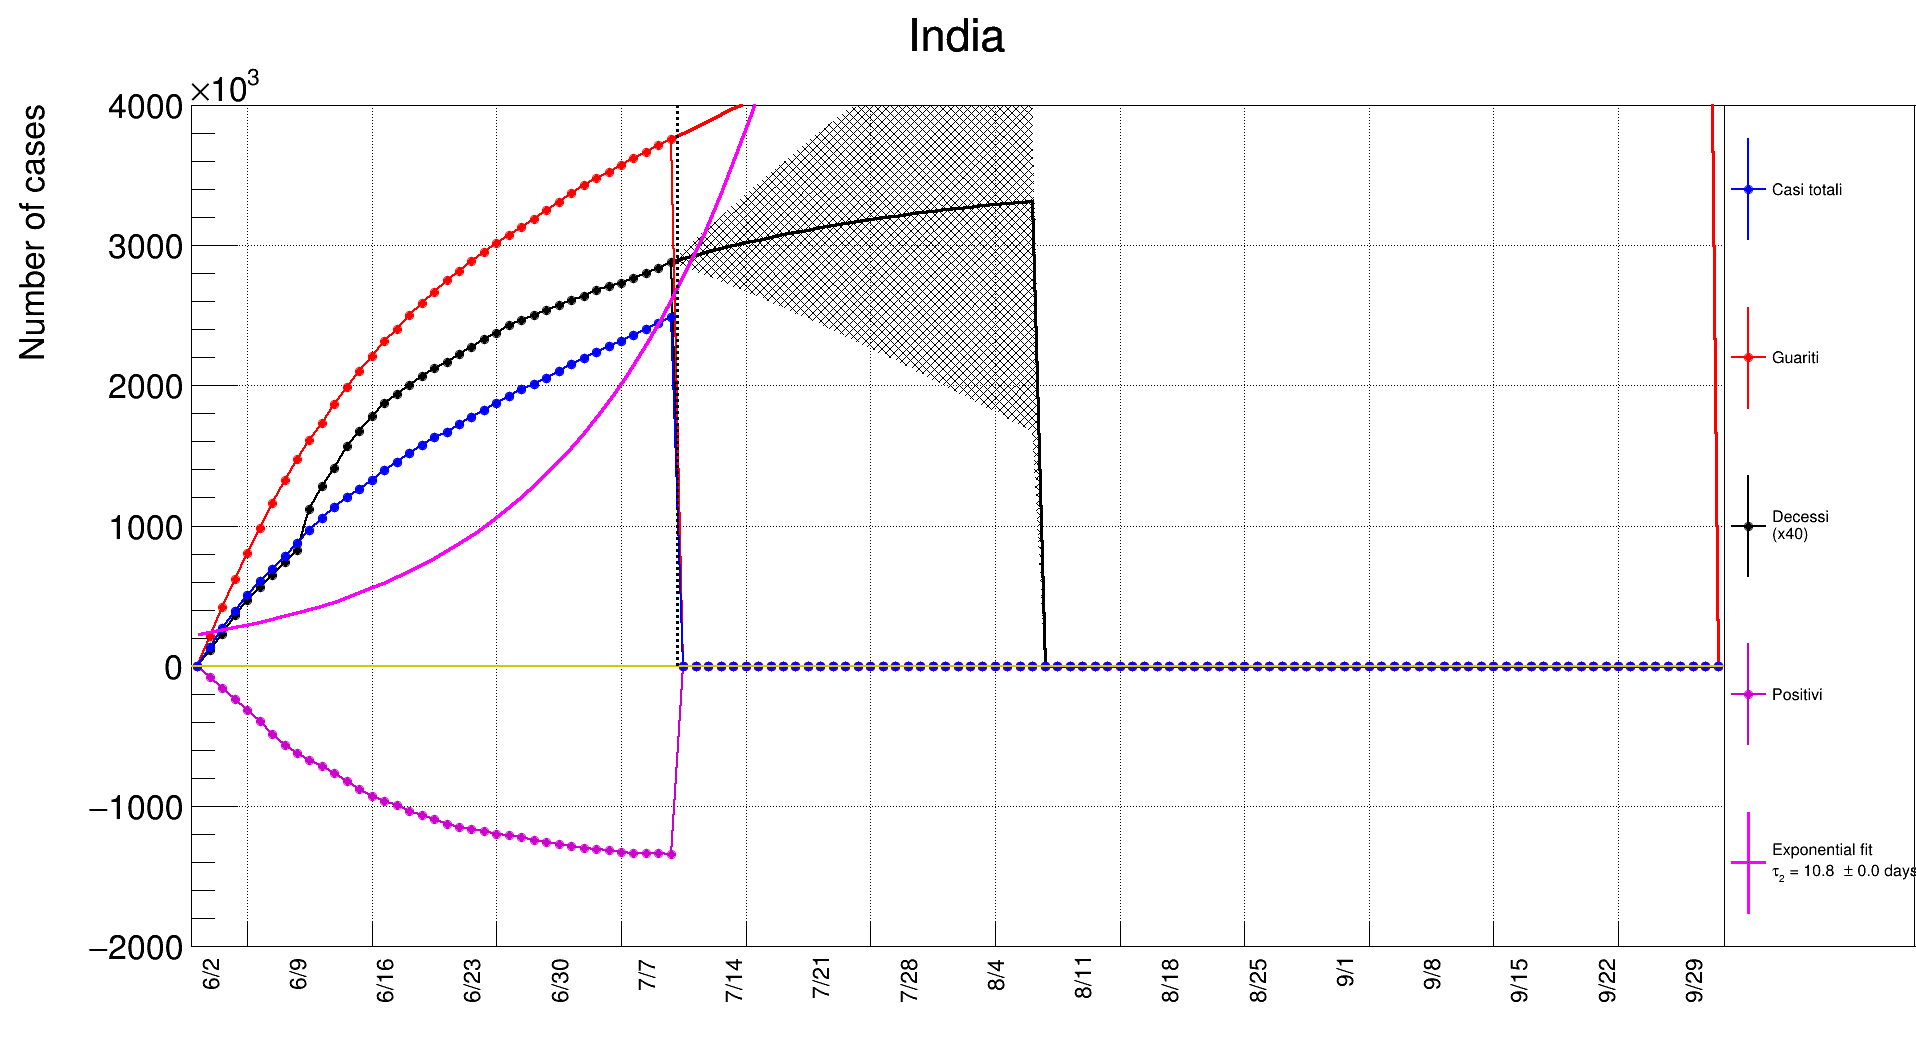 India
×10³
Number of cases
4000
3000
2000
1000
0
−1000
−2000
6/2
6/9
6/16
6/23
6/30
7/7
7/14
7/21
7/28
8/4
8/11
8/18
8/25
9/1
9/8
9/15
9/22
9/29
Casi totali
Guariti
Decessi
(x40)
Positivi
Exponential fit
τ₂ = 10.8 ± 0.0 days